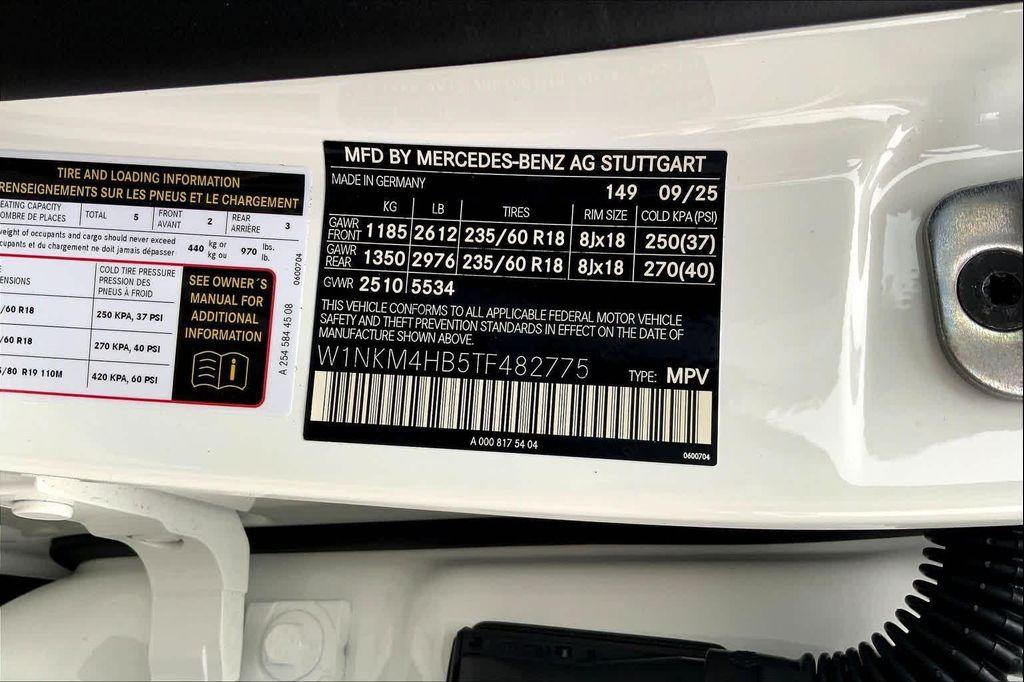 TIRE AND LOADING INFORMATION
RENSEIGNEMENTS SUR LES PNEUS ET LE CHARGEMENT
EATING CAPACITY TOTAL 5 FRONT 2 REAR 3
OMBRE DE PLACES AVANT ARRIÈRE
weight of occupants and cargo should never exceed 440 kg or 970 lbs.
cupants et du chargement ne doit jamais dépasser kg ou lb.
ENSIONS
COLD TIRE PRESSURE
PRESSION DES
PNEUS À FROID
/60 R18 250 KPA, 37 PSI
/60 R18 270 KPA, 40 PSI
/80 R19 110M 420 KPA, 60 PSI
SEE OWNER´S
MANUAL FOR
ADDITIONAL
INFORMATION
0600704
A 254 584 45 08
MFD BY MERCEDES-BENZ AG STUTTGART
MADE IN GERMANY 149 09/25
KG LB TIRES RIM SIZE COLD KPA (PSI)
GAWR FRONT 1185 2612 235/60 R18 8Jx18 250(37)
GAWR REAR 1350 2976 235/60 R18 8Jx18 270(40)
GVWR 2510 5534
THIS VEHICLE CONFORMS TO ALL APPLICABLE FEDERAL MOTOR VEHICLE
SAFETY AND THEFT PREVENTION STANDARDS IN EFFECT ON THE DATE OF
MANUFACTURE SHOWN ABOVE.
W1NKM4HB5TF482775 TYPE: MPV
A 000 817 54 04
0600704